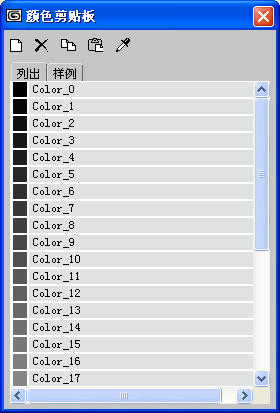 颜色剪贴板
列出 样例
Color_0
Color_1
Color_2
Color_3
Color_4
Color_5
Color_6
Color_7
Color_8
Color_9
Color_10
Color_11
Color_12
Color_13
Color_14
Color_15
Color_16
Color_17